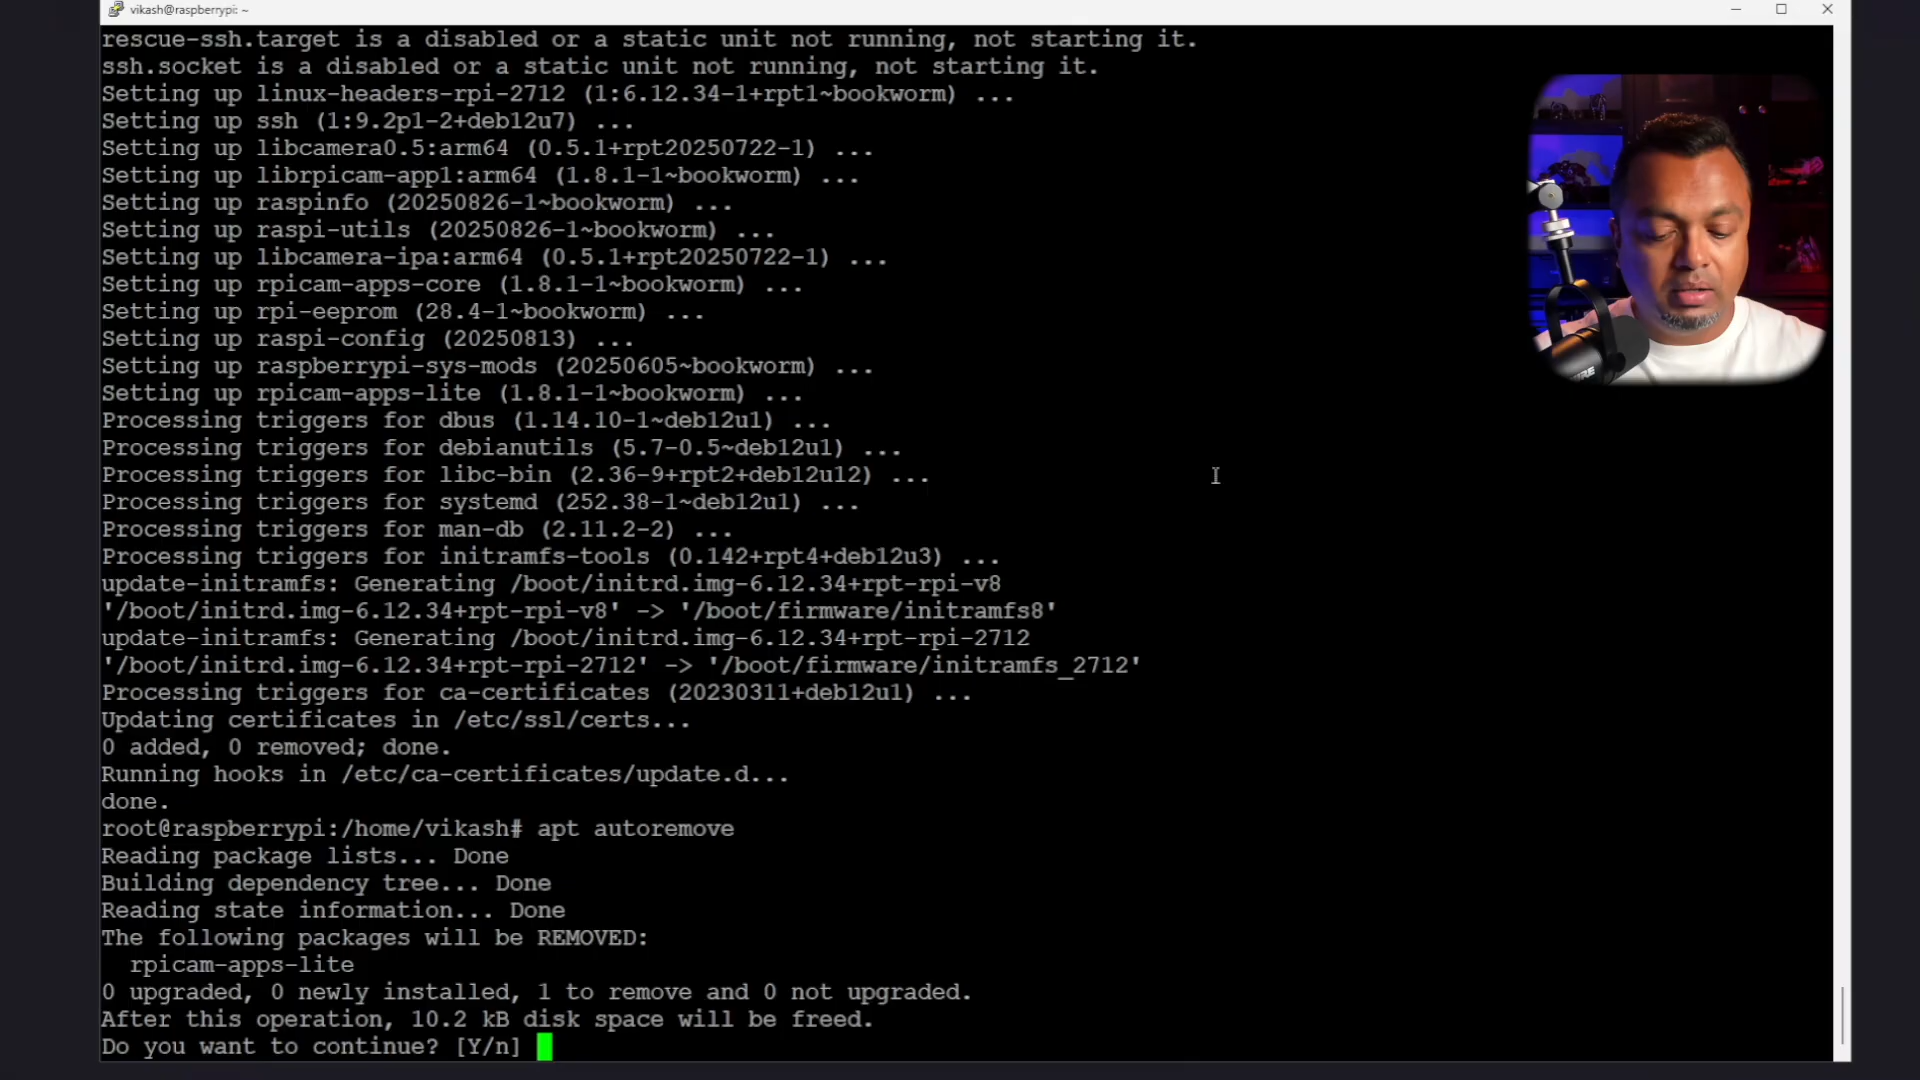 vikash@raspberrypi: ~
rescue-ssh.target is a disabled or a static unit not running, not starting it.
ssh.socket is a disabled or a static unit not running, not starting it.
Setting up linux-headers-rpi-2712 (1:6.12.34-1+rpt1~bookworm) ...
Setting up ssh (1:9.2p1-2+deb12u7) ...
Setting up libcamera0.5:arm64 (0.5.1+rpt20250722-1) ...
Setting up librpicam-app1:arm64 (1.8.1-1~bookworm) ...
Setting up raspinfo (20250826-1~bookworm) ...
Setting up raspi-utils (20250826-1~bookworm) ...
Setting up libcamera-ipa:arm64 (0.5.1+rpt20250722-1) ...
Setting up rpicam-apps-core (1.8.1-1~bookworm) ...
Setting up rpi-eeprom (28.4-1~bookworm) ...
Setting up raspi-config (20250813) ...
Setting up raspberrypi-sys-mods (20250605~bookworm) ...
Setting up rpicam-apps-lite (1.8.1-1~bookworm) ...
Processing triggers for dbus (1.14.10-1~deb12u1) ...
Processing triggers for debianutils (5.7-0.5~deb12u1) ...
Processing triggers for libc-bin (2.36-9+rpt2+deb12u12) ...
Processing triggers for systemd (252.38-1~deb12u1) ...
Processing triggers for man-db (2.11.2-2) ...
Processing triggers for initramfs-tools (0.142+rpt4+deb12u3) ...
update-initramfs: Generating /boot/initrd.img-6.12.34+rpt-rpi-v8
'/boot/initrd.img-6.12.34+rpt-rpi-v8' -> '/boot/firmware/initramfs8'
update-initramfs: Generating /boot/initrd.img-6.12.34+rpt-rpi-2712
'/boot/initrd.img-6.12.34+rpt-rpi-2712' -> '/boot/firmware/initramfs_2712'
Processing triggers for ca-certificates (20230311+deb12u1) ...
Updating certificates in /etc/ssl/certs...
0 added, 0 removed; done.
Running hooks in /etc/ca-certificates/update.d...
done.
root@raspberrypi:/home/vikash# apt autoremove
Reading package lists... Done
Building dependency tree... Done
Reading state information... Done
The following packages will be REMOVED:
rpicam-apps-lite
0 upgraded, 0 newly installed, 1 to remove and 0 not upgraded.
After this operation, 10.2 kB disk space will be freed.
Do you want to continue? [Y/n]